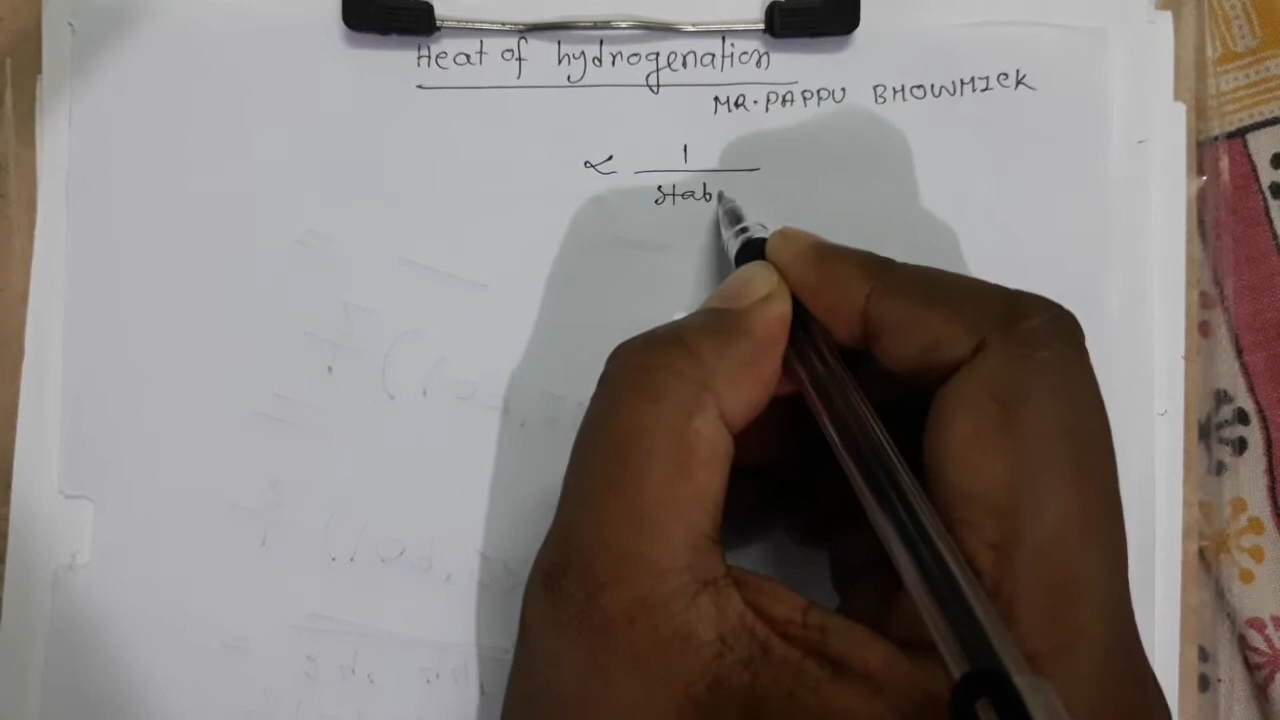 Heat of hydrogenation
MR. PAPPU BHOWMICK
∝ 1
stab